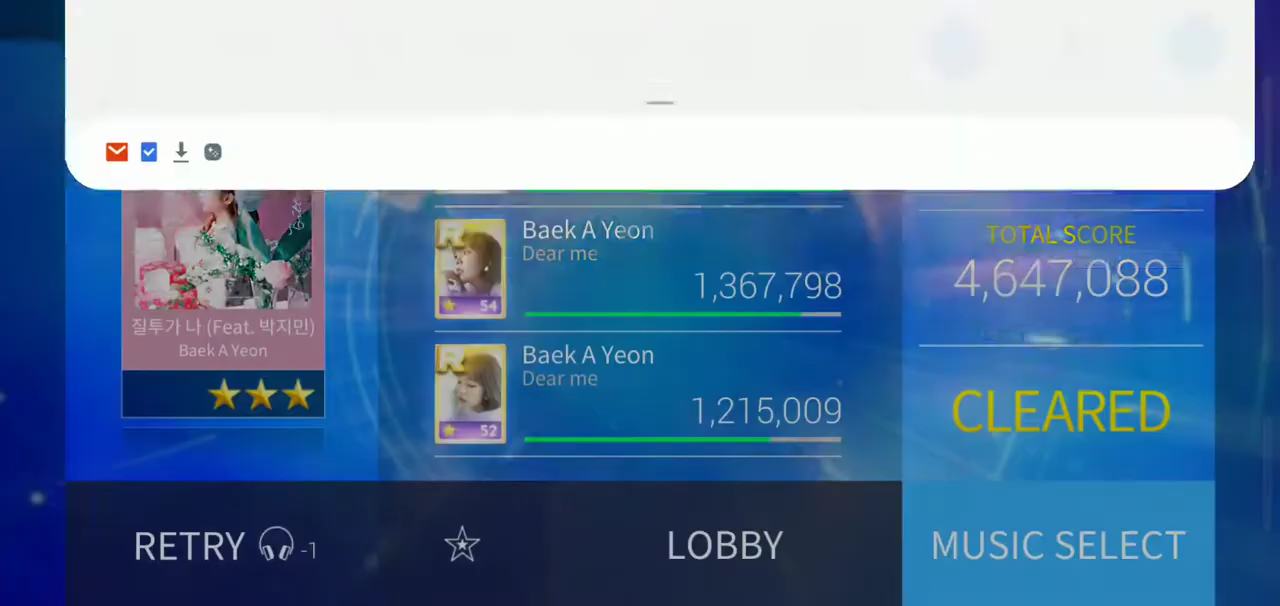 질투가 나 (Feat. 박지민)
Baek A Yeon
R
54
Baek A Yeon
Dear me
1,367,798
R
52
Baek A Yeon
Dear me
1,215,009
TOTAL SCORE
4,647,088
CLEARED
RETRY -1
LOBBY
MUSIC SELECT